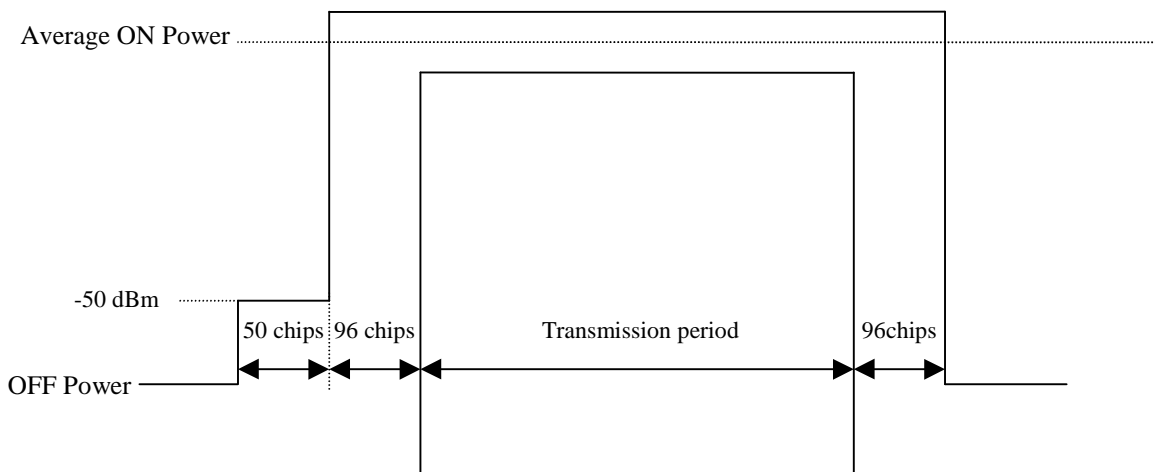 Average ON Power
-50 dBm
50 chips 96 chips Transmission period 96chips
OFF Power